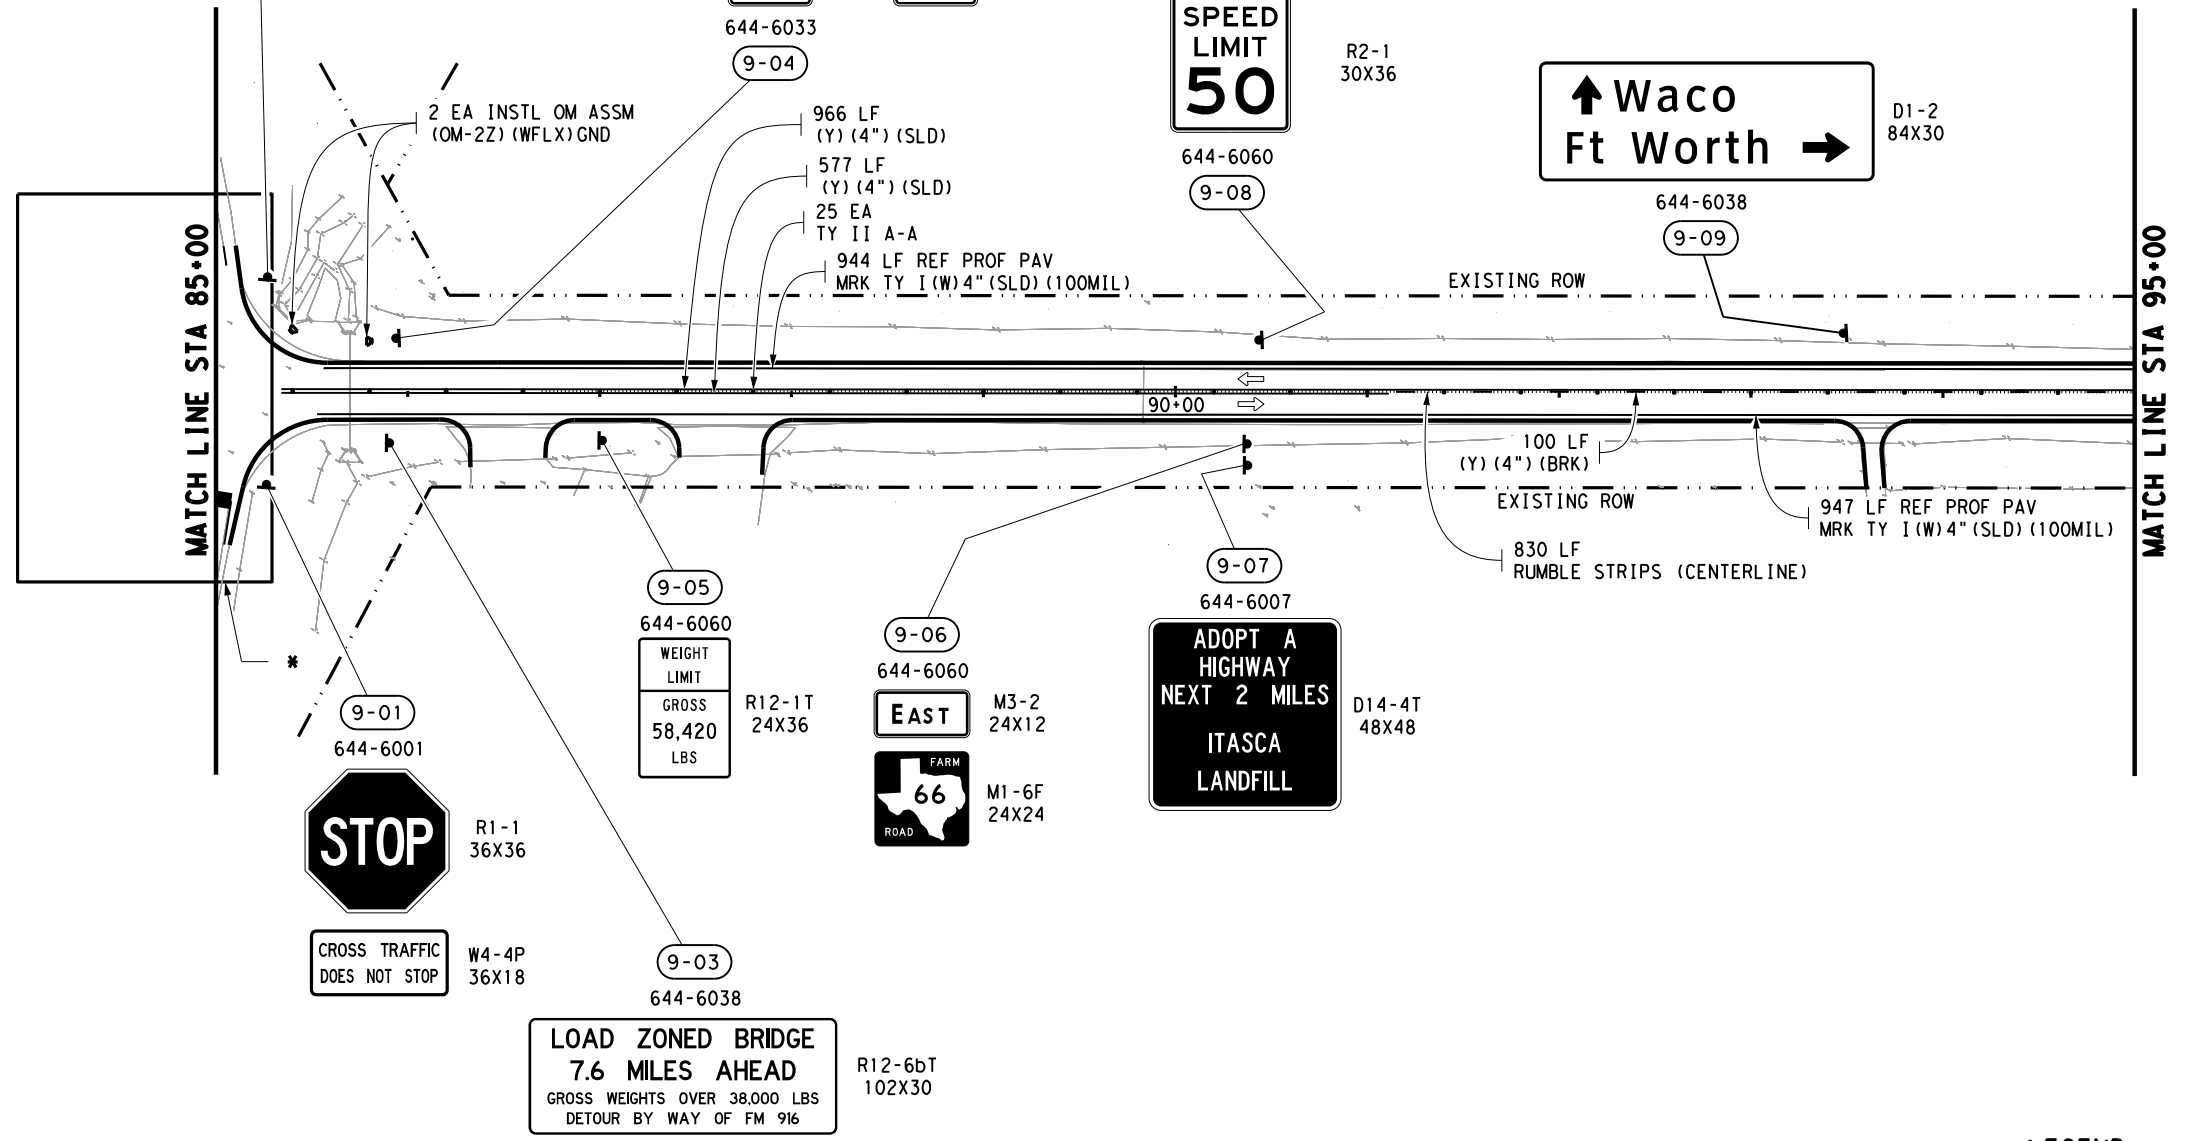 644-6033
9-04
SPEED
LIMIT
50
R2-1
30X36
644-6060
9-08
↑ Waco
Ft Worth →
D1-2
84X30
644-6038
9-09
2 EA INSTL OM ASSM
(OM-2Z)(WFLX)GND
966 LF
(Y)(4")(SLD)
577 LF
(Y)(4")(SLD)
25 EA
TY II A-A
944 LF REF PROF PAV
MRK TY I(W)4"(SLD)(100MIL)
EXISTING ROW
MATCH LINE STA 85+00
MATCH LINE STA 95+00
90+00
100 LF
(Y)(4")(BRK)
EXISTING ROW
947 LF REF PROF PAV
MRK TY I(W)4"(SLD)(100MIL)
830 LF
RUMBLE STRIPS (CENTERLINE)
*
9-01
644-6001
STOP
R1-1
36X36
CROSS TRAFFIC
DOES NOT STOP
W4-4P
36X18
9-05
644-6060
WEIGHT
LIMIT
GROSS
58,420
LBS
R12-1T
24X36
9-06
644-6060
EAST
M3-2
24X12
FARM
66
ROAD
M1-6F
24X24
9-07
644-6007
ADOPT A
HIGHWAY
NEXT 2 MILES
ITASCA
LANDFILL
D14-4T
48X48
9-03
644-6038
LOAD ZONED BRIDGE
7.6 MILES AHEAD
GROSS WEIGHTS OVER 38,000 LBS
DETOUR BY WAY OF FM 916
R12-6bT
102X30